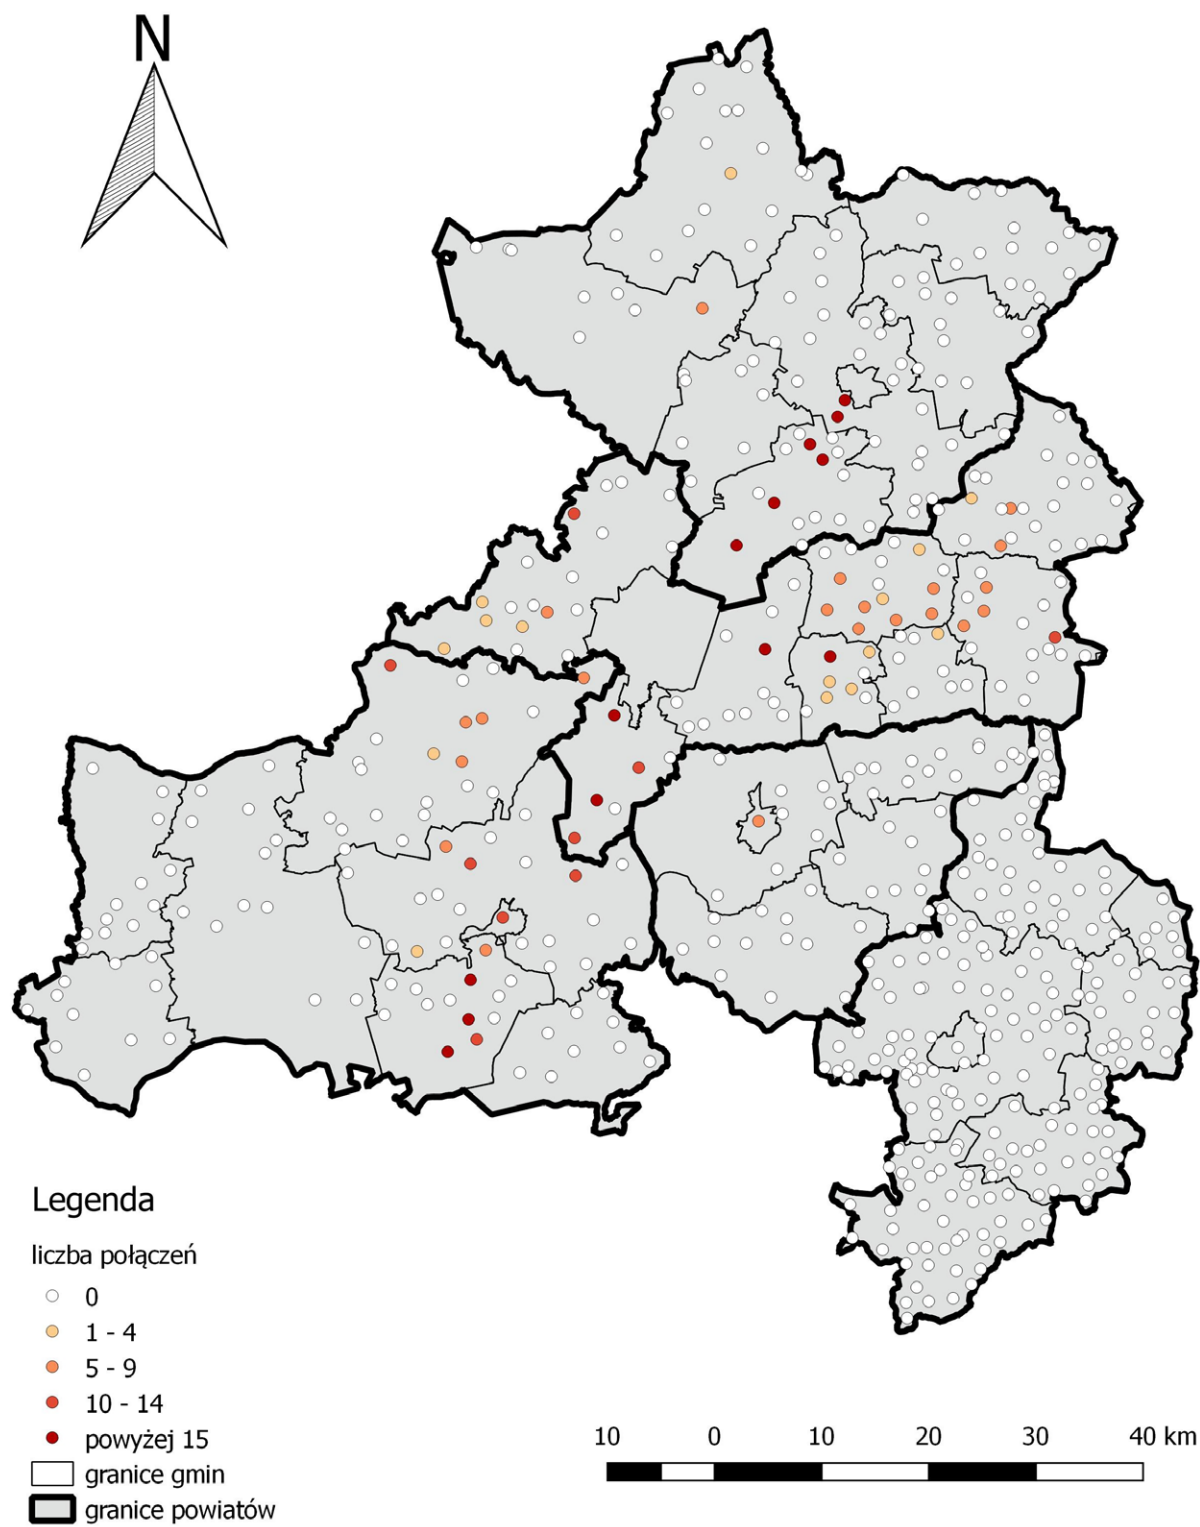 N
Legenda
liczba połączeń
0
1 - 4
5 - 9
10 - 14
powyżej 15
granice gmin
granice powiatów
10 0 10 20 30 40 km